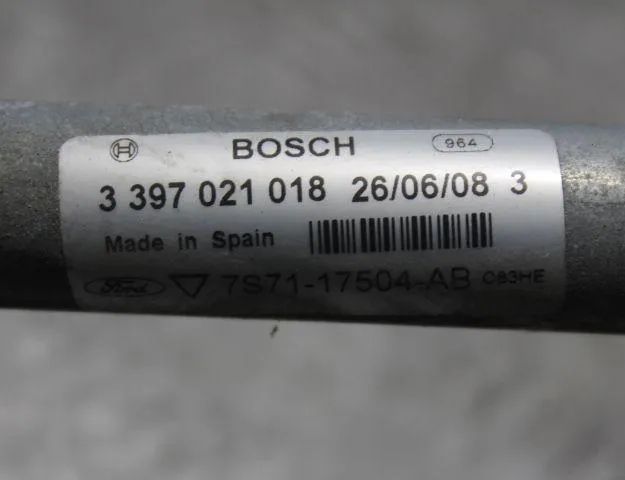 BOSCH 964
3 397 021 018 26/06/08 3
Made in Spain
Ford 7S71-17504-AB C83HE